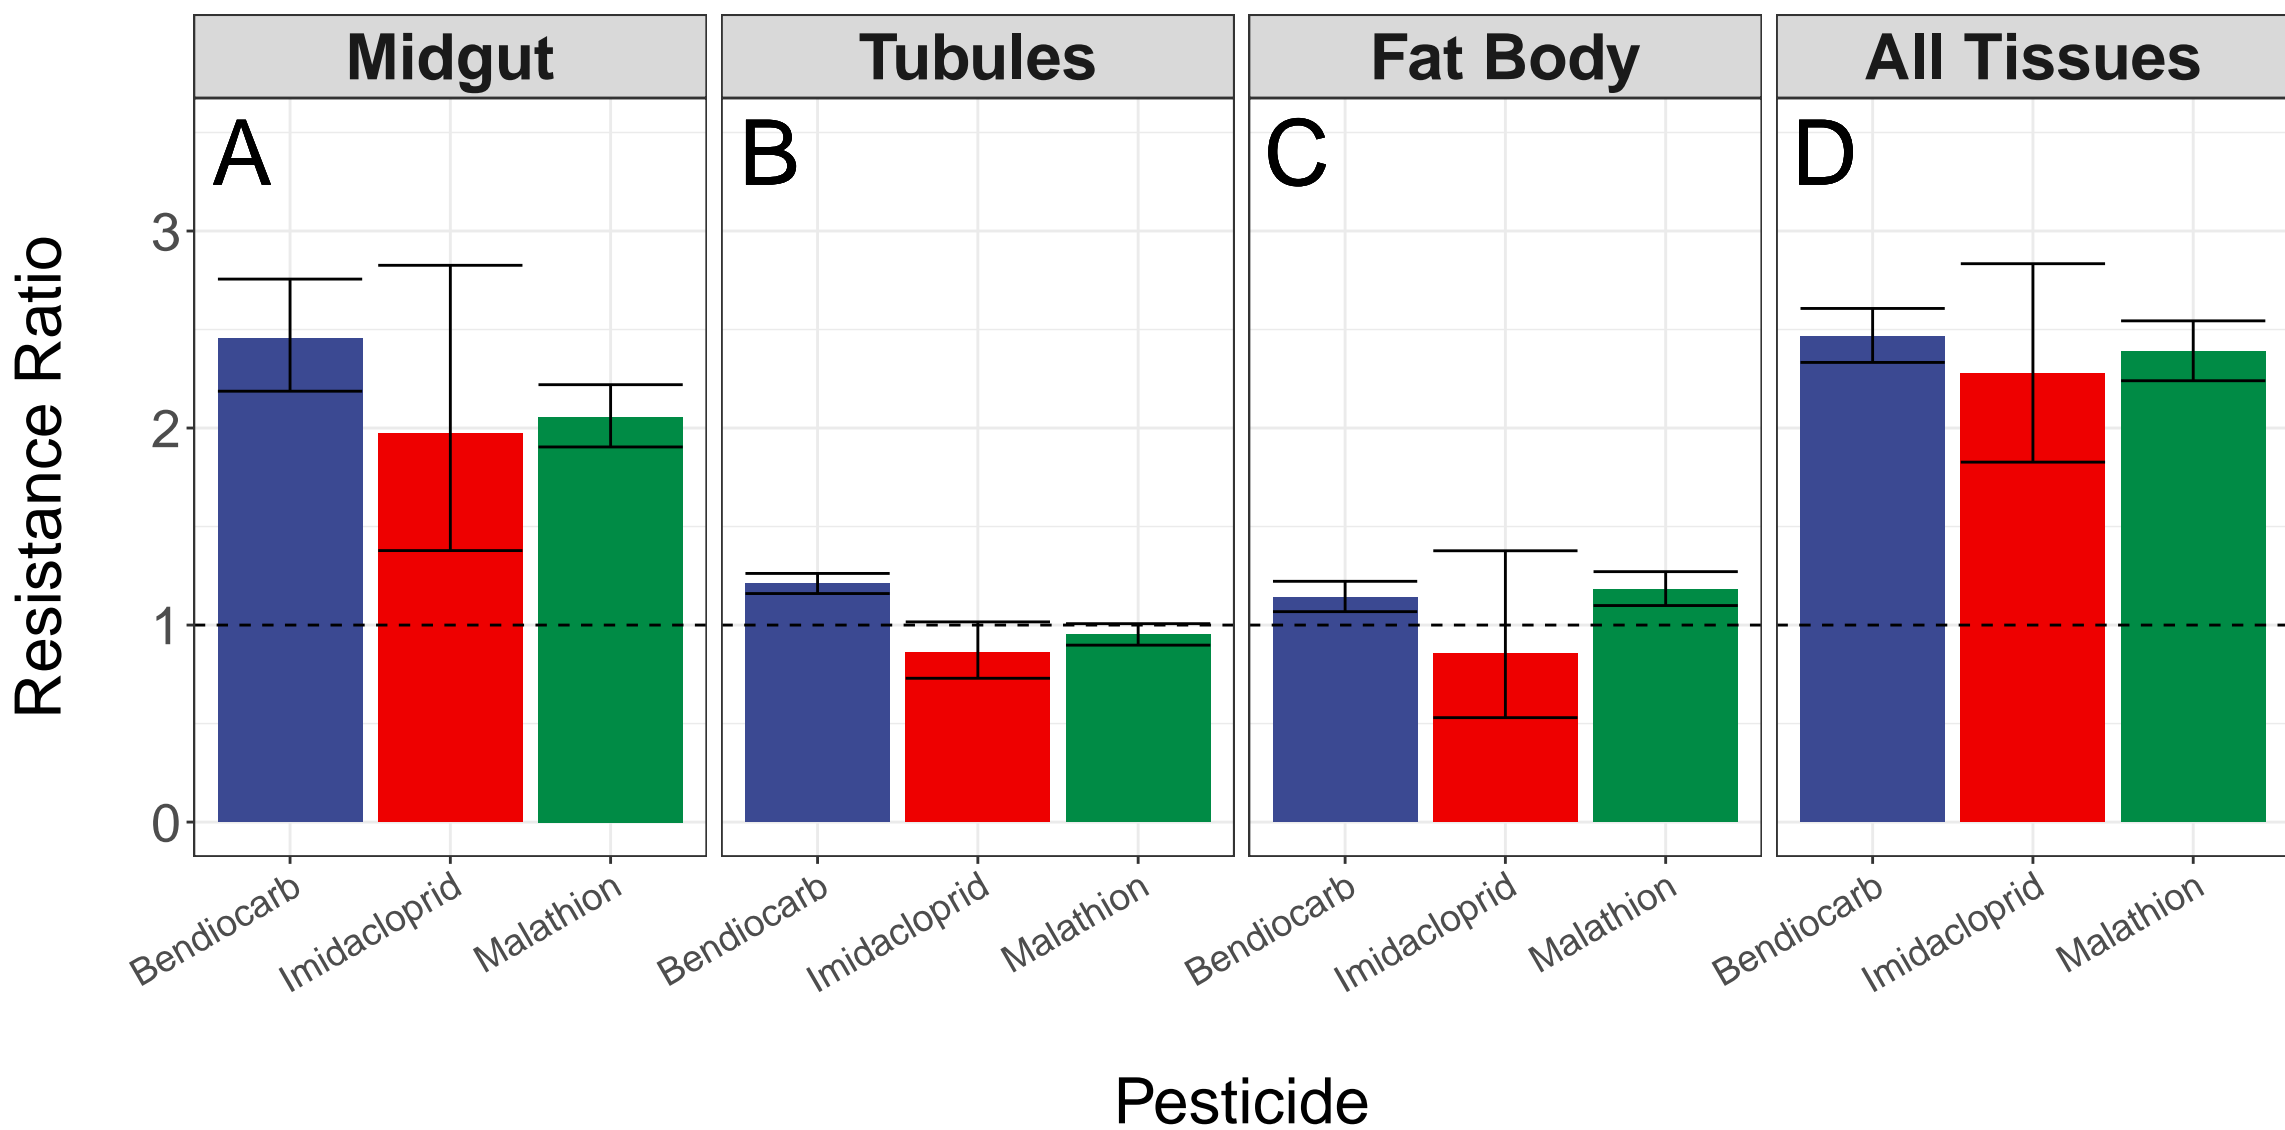 Midgut
Tubules
Fat Body
All Tissues
A
B
C
D
Resistance Ratio
3
2
1
0
Bendiocarb
Imidacloprid
Malathion
Bendiocarb
Imidacloprid
Malathion
Bendiocarb
Imidacloprid
Malathion
Bendiocarb
Imidacloprid
Malathion
Pesticide